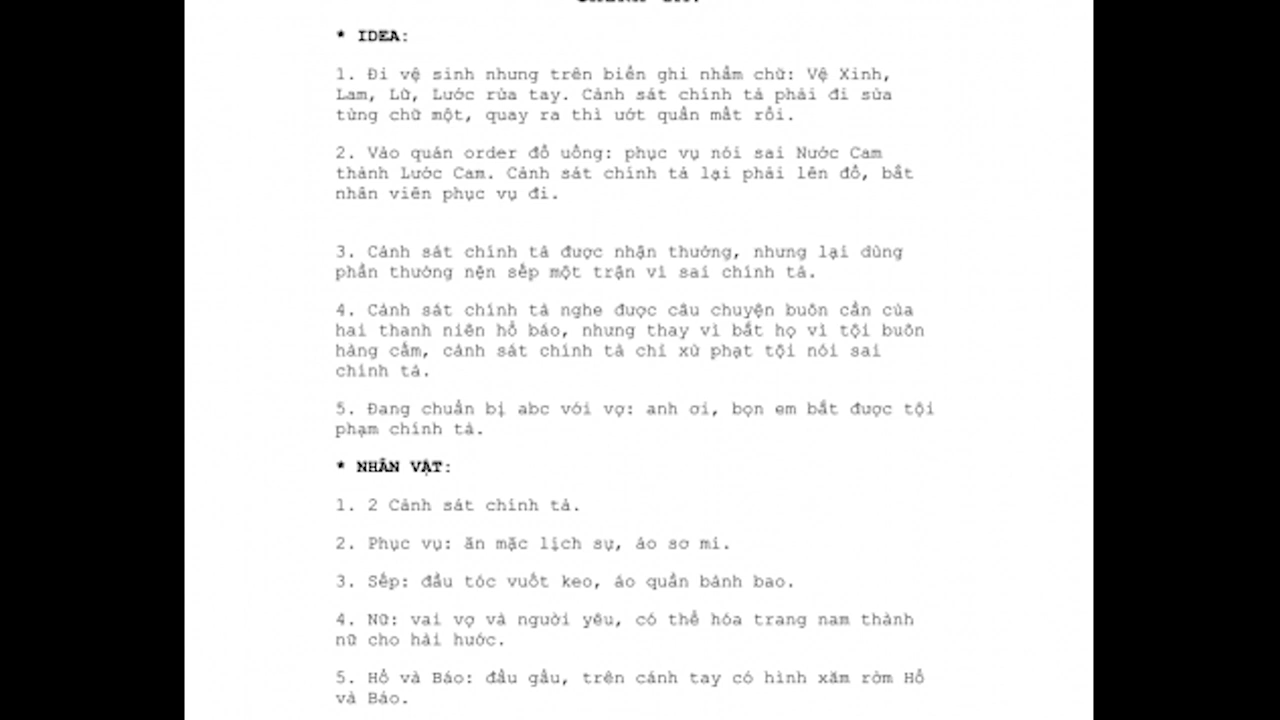 * IDEA:
1. Đi vệ sinh nhưng trên biển ghi nhầm chữ: Vệ Xinh,
Lam, Lữ, Lước rửa tay. Cảnh sát chính tả phải đi sửa
từng chữ một, quay ra thì ướt quần mất rồi.
2. Vào quán order đồ uống: phục vụ nói sai Nước Cam
thành Lước Cam. Cảnh sát chính tả lại phải lên đồ, bắt
nhân viên phục vụ đi.
3. Cảnh sát chính tả được nhận thưởng, nhưng lại dùng
phần thưởng nện sếp một trận vì sai chính tả.
4. Cảnh sát chính tả nghe được câu chuyện buôn cần của
hai thanh niên hổ báo, nhưng thay vì bắt họ vì tội buôn
hàng cấm, cảnh sát chính tả chỉ xử phạt tội nói sai
chính tả.
5. Đang chuẩn bị abc với vợ: anh ơi, bọn em bắt được tội
phạm chính tả.
* NHÂN VẬT:
1. 2 Cảnh sát chính tả.
2. Phục vụ: ăn mặc lịch sự, áo sơ mi.
3. Sếp: đầu tóc vuốt keo, áo quần bảnh bao.
4. Nữ: vai vợ và người yêu, có thể hóa trang nam thành
nữ cho hài hước.
5. Hổ và Báo: đầu gấu, trên cánh tay có hình xăm rởm Hổ
và Báo.